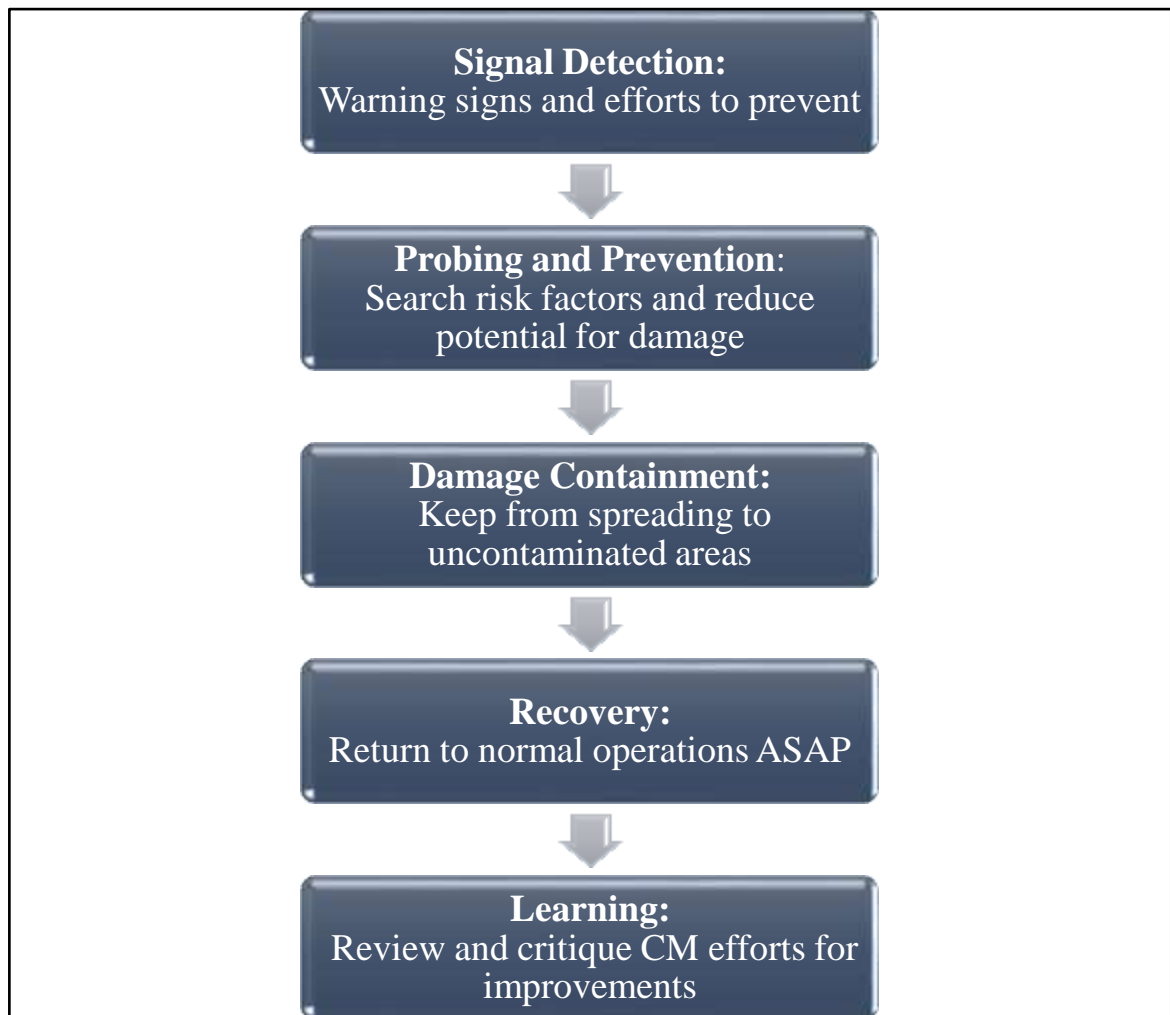 Signal Detection:
Warning signs and efforts to prevent
Probing and Prevention:
Search risk factors and reduce
potential for damage
Damage Containment:
Keep from spreading to
uncontaminated areas
Recovery:
Return to normal operations ASAP
Learning:
Review and critique CM efforts for
improvements